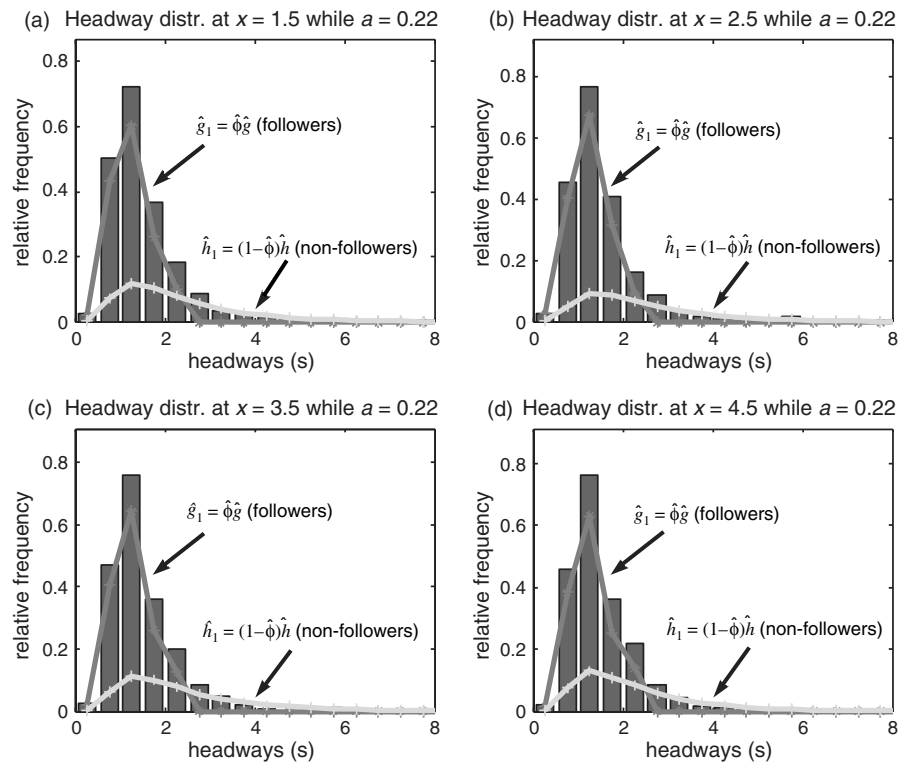 (a) Headway distr. at x = 1.5 while a = 0.22
relative frequency
0.8
0.6
0.4
0.2
0
ĝ₁ = ϕ̂ĝ (followers)
ĥ₁ = (1–ϕ̂)ĥ (non-followers)
0 2 4 6 8
headways (s)
(b) Headway distr. at x = 2.5 while a = 0.22
relative frequency
0.8
0.6
0.4
0.2
0
ĝ₁ = ϕ̂ĝ (followers)
ĥ₁ = (1–ϕ̂)ĥ (non-followers)
0 2 4 6 8
headways (s)
(c) Headway distr. at x = 3.5 while a = 0.22
relative frequency
0.8
0.6
0.4
0.2
0
ĝ₁ = ϕ̂ĝ (followers)
ĥ₁ = (1–ϕ̂)ĥ (non-followers)
0 2 4 6 8
headways (s)
(d) Headway distr. at x = 4.5 while a = 0.22
relative frequency
0.8
0.6
0.4
0.2
0
ĝ₁ = ϕ̂ĝ (followers)
ĥ₁ = (1–ϕ̂)ĥ (non-followers)
0 2 4 6 8
headways (s)